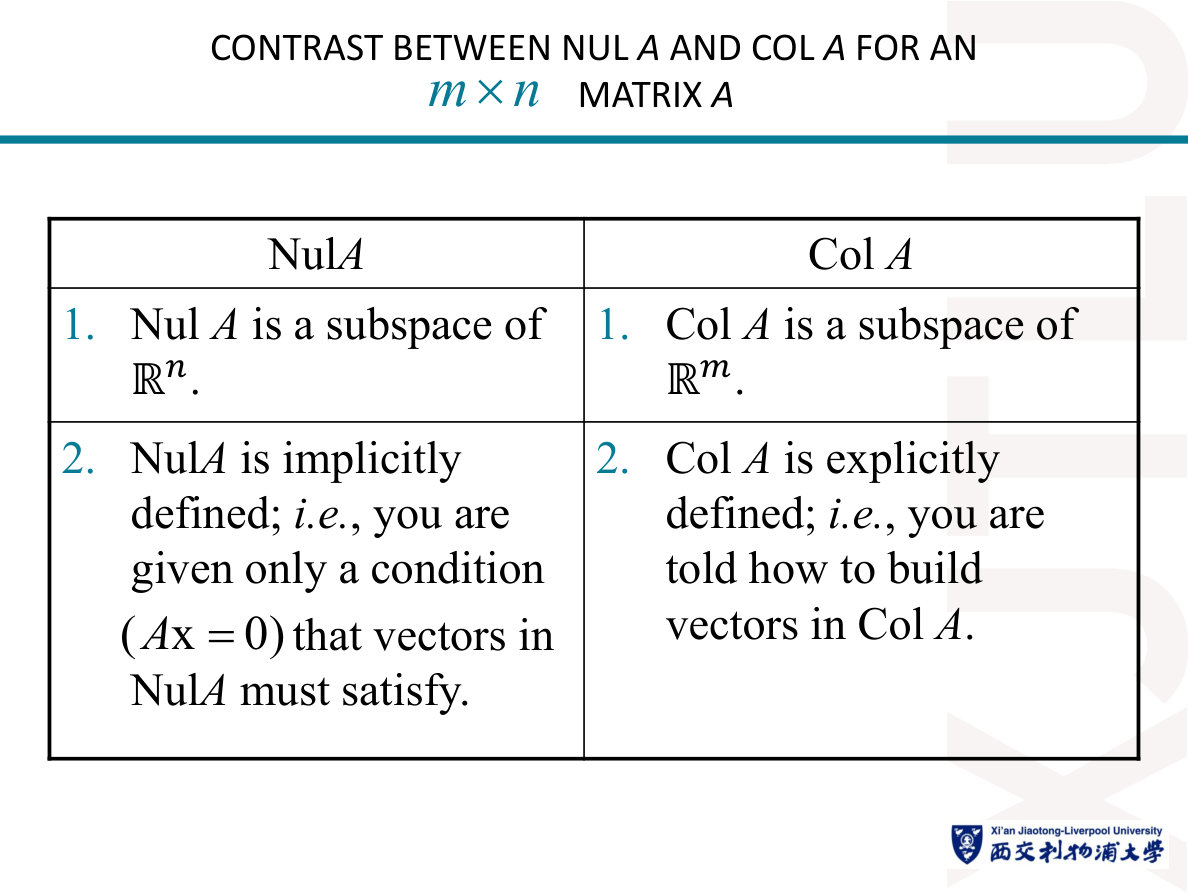 CONTRAST BETWEEN NUL A AND COL A FOR AN
m × n MATRIX A
NulA
Col A
1. Nul A is a subspace of
ℝⁿ.
1. Col A is a subspace of
ℝᵐ.
2. NulA is implicitly
defined; i.e., you are
given only a condition
(Ax = 0) that vectors in
NulA must satisfy.
2. Col A is explicitly
defined; i.e., you are
told how to build
vectors in Col A.
XJTLU
Xi'an Jiaotong-Liverpool University
西交利物浦大学